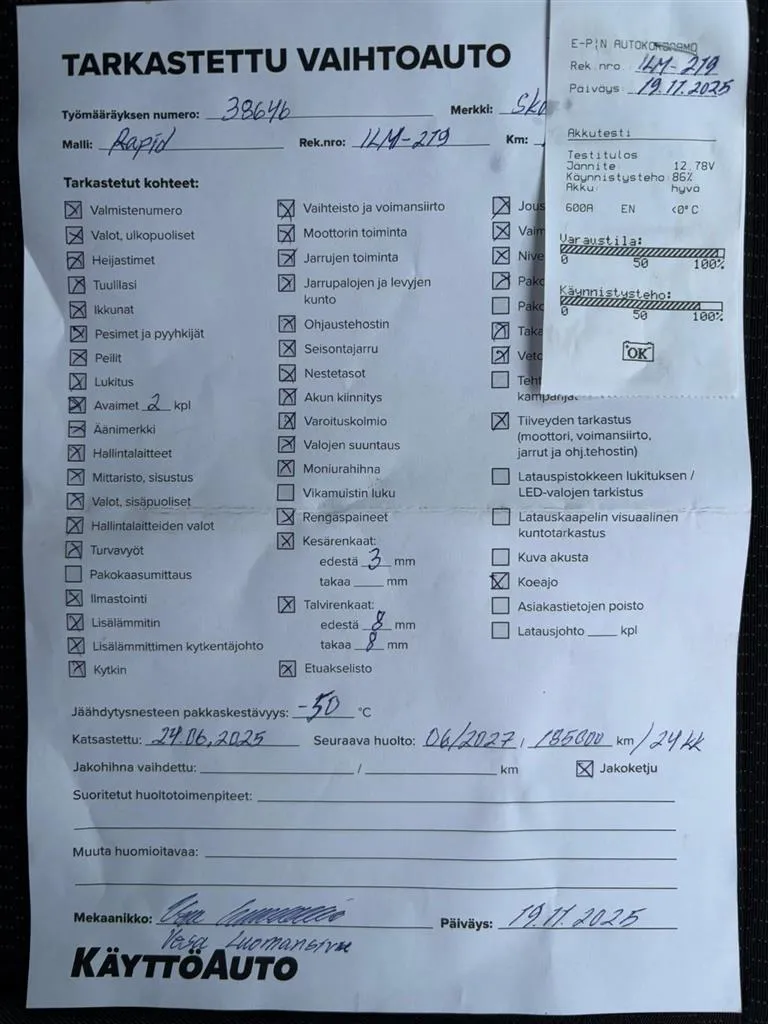 TARKASTETTU VAIHTOAUTO
Työmääräyksen numero: 38646 Merkki: Sko
Malli: Rapid Rek.nro: ILM-219 Km:
Tarkastetut kohteet:
Valmistenumero
Valot, ulkopuoliset
Heijastimet
Tuulilasi
Ikkunat
Pesimet ja pyyhkijät
Peilit
Lukitus
Avaimet 2 kpl
Äänimerkki
Hallintalaitteet
Mittaristo, sisustus
Valot, sisäpuoliset
Hallintalaitteiden valot
Turvavyöt
Pakokaasumittaus
Ilmastointi
Lisälämmitin
Lisälämmittimen kytkentäjohto
Kytkin
Vaihteisto ja voimansiirto
Moottorin toiminta
Jarrujen toiminta
Jarrupalojen ja levyjen
kunto
Ohjaustehostin
Seisontajarru
Nestetasot
Akun kiinnitys
Varoituskolmio
Valojen suuntaus
Moniurahihna
Vikamuistin luku
Rengaspaineet
Kesärenkaat:
edestä 3 mm
takaa mm
Talvirenkaat:
edestä 8 mm
takaa 8 mm
Etuakselisto
Jous
Vaim
Nive
Pako
Pako
Taka
Veto
Teht
kampanjat
Tiiveyden tarkastus
(moottori, voimansiirto,
jarrut ja ohj.tehostin)
Latauspistokkeen lukituksen /
LED-valojen tarkistus
Latauskaapelin visuaalinen
kuntotarkastus
Kuva akusta
Koeajo
Asiakastietojen poisto
Latausjohto kpl
E-P:N AUTOKORJAAMO
Rek.nro. ILM-219
Päiväys: 19.11.2025
Akkutesti
Testitulos
Jännite 12.78V
Käynnistysteho: 86%
Akku: hyvä
600A EN <0°C
Varaustila:
0 50 100%
Käynnistysteho:
0 50 100%
OK
Jäähdytysnesteen pakkaskestävyys: -50 °C
Katsastettu: 24.06.2025 Seuraava huolto: 06/2027, 185000 km / 24 kk
Jakohihna vaihdettu: / km Jakoketju
Suoritetut huoltotoimenpiteet:
Muuta huomioitavaa:
Mekaanikko: Päiväys: 19.11.2025
Vesa
KÄYTTÖAUTO